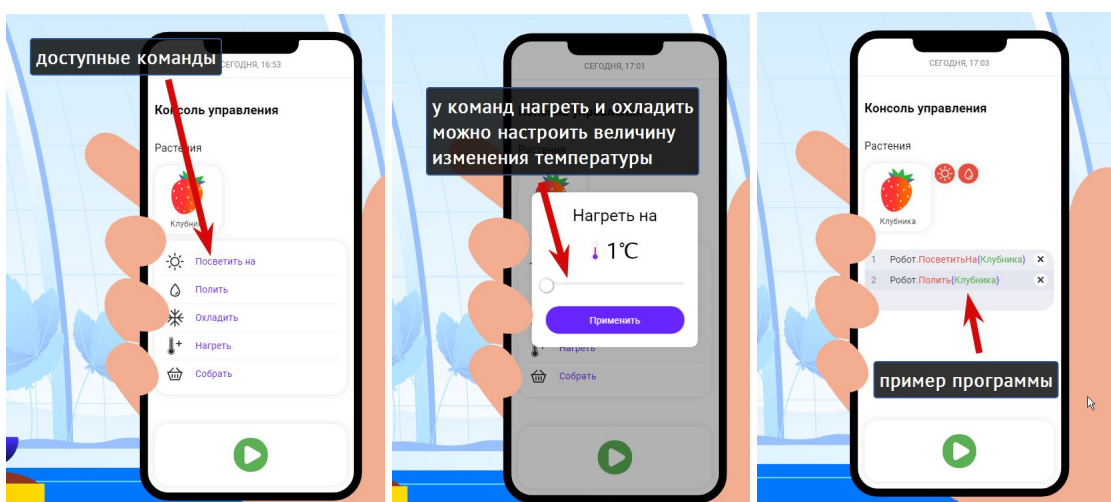 доступные команды
СЕГОДНЯ, 16:53
Консоль управления
Растения
Клубника
Посветить на
Полить
Охладить
Нагреть
Собрать
СЕГОДНЯ, 17:01
у команд нагреть и охладить
можно настроить величину
изменения температуры
Нагреть на
1℃
Применить
Нагреть
Собрать
СЕГОДНЯ, 17:03
Консоль управления
Растения
Клубника
1 Робот.ПосветитьНа{Клубника} ×
2 Робот.Полить{Клубника} ×
пример программы